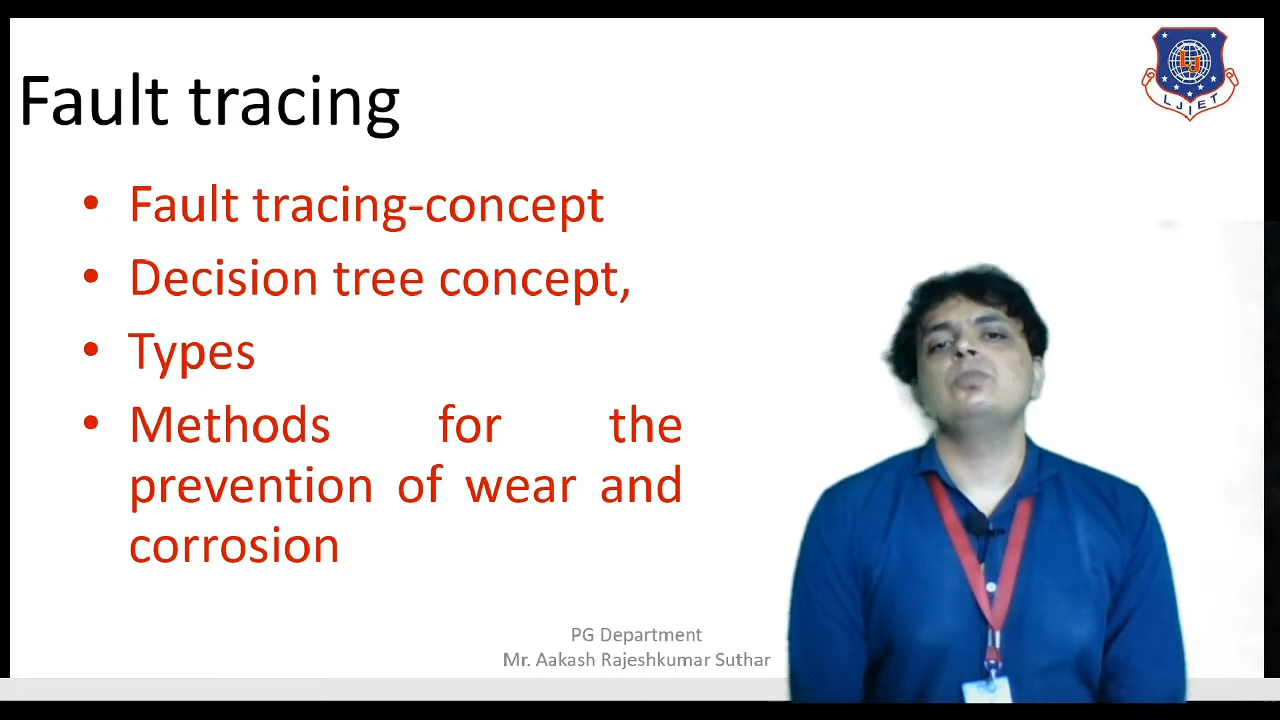 LJ
LJIET
Fault tracing
• Fault tracing-concept
• Decision tree concept,
• Types
• Methods for the
prevention of wear and
corrosion
PG Department
Mr. Aakash Rajeshkumar Suthar